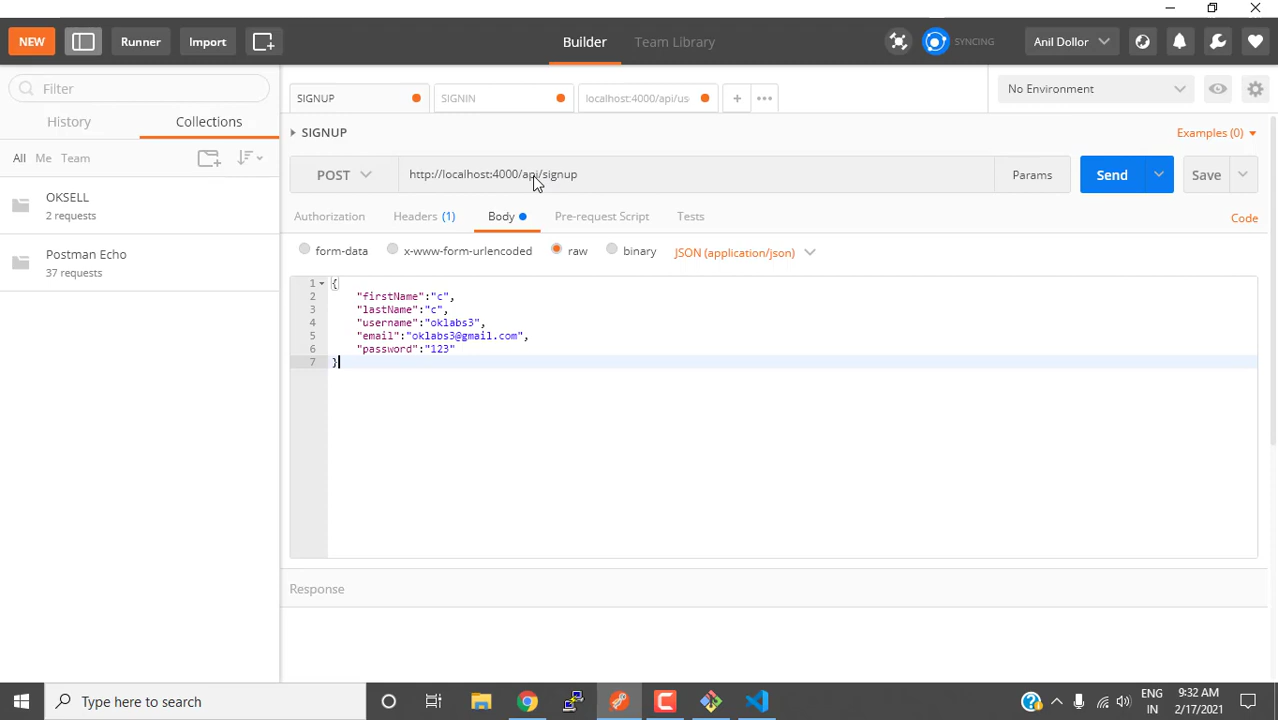 NEW
Runner
Import
Builder
Team Library
SYNCING
Anil Dollor
Filter
History
Collections
All Me Team
OKSELL
2 requests
Postman Echo
37 requests
SIGNUP
SIGNIN
localhost:4000/api/us
No Environment
SIGNUP
Examples (0)
POST
http://localhost:4000/api/signup
Params
Send
Save
Authorization
Headers (1)
Body
Pre-request Script
Tests
Code
form-data
x-www-form-urlencoded
raw
binary
JSON (application/json)
1 {
2 "firstName":"c",
3 "lastName":"c",
4 "username":"oklabs3",
5 "email":"oklabs3@gmail.com",
6 "password":"123"
7 }
Response
Type here to search
ENG
IN
9:32 AM
2/17/2021